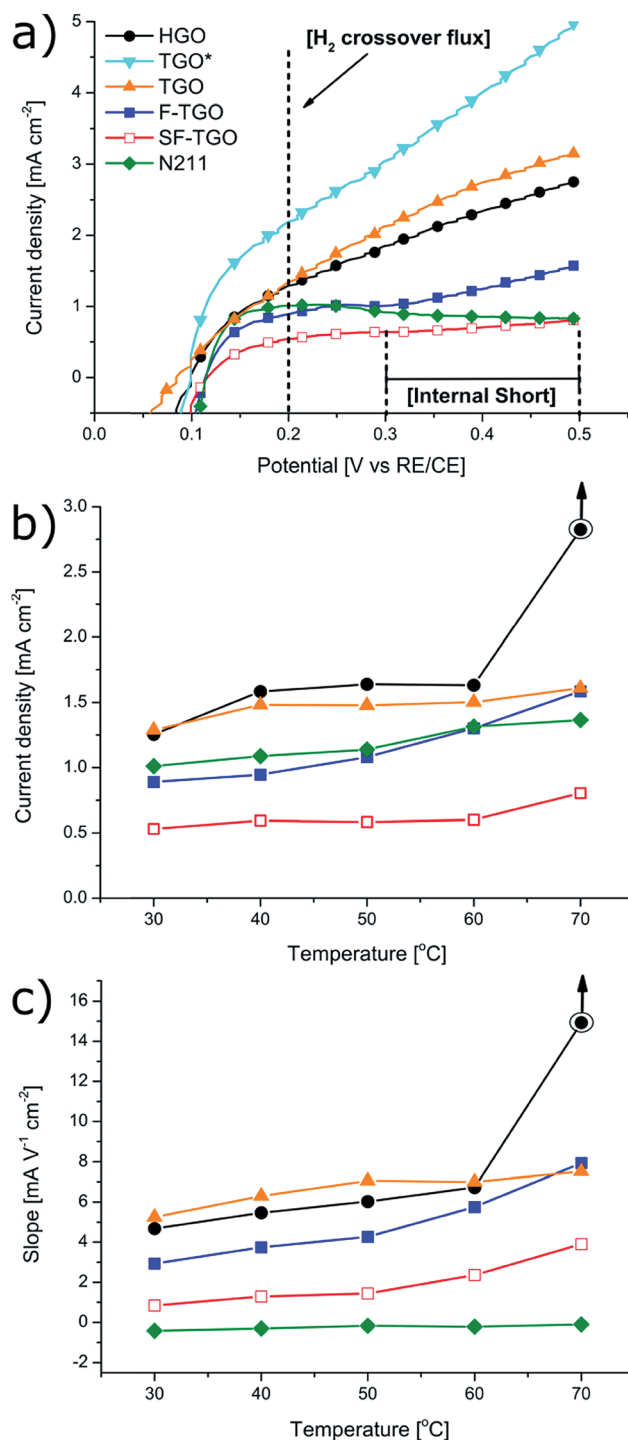 a)
[H₂ crossover flux]
HGO
TGO*
TGO
F-TGO
SF-TGO
N211
5
4
3
2
1
0
Current density [mA cm⁻²]
[Internal Short]
0.0 0.1 0.2 0.3 0.4 0.5
Potential [V vs RE/CE]
b)
3.0
2.5
2.0
1.5
1.0
0.5
0.0
Current density [mA cm⁻²]
30 40 50 60 70
Temperature [°C]
c)
16
14
12
10
8
6
4
2
0
-2
Slope [mA V⁻¹ cm⁻²]
30 40 50 60 70
Temperature [°C]